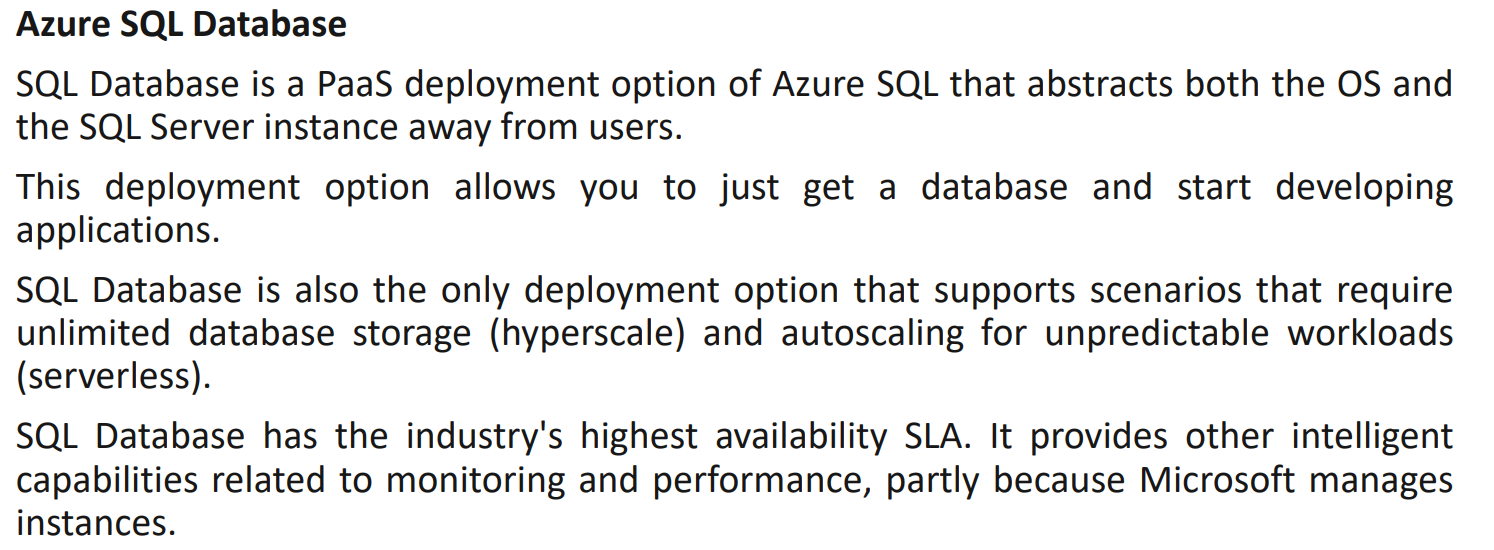 Azure SQL Database
SQL Database is a PaaS deployment option of Azure SQL that abstracts both the OS and
the SQL Server instance away from users.
This deployment option allows you to just get a database and start developing
applications.
SQL Database is also the only deployment option that supports scenarios that require
unlimited database storage (hyperscale) and autoscaling for unpredictable workloads
(serverless).
SQL Database has the industry's highest availability SLA. It provides other intelligent
capabilities related to monitoring and performance, partly because Microsoft manages
instances.